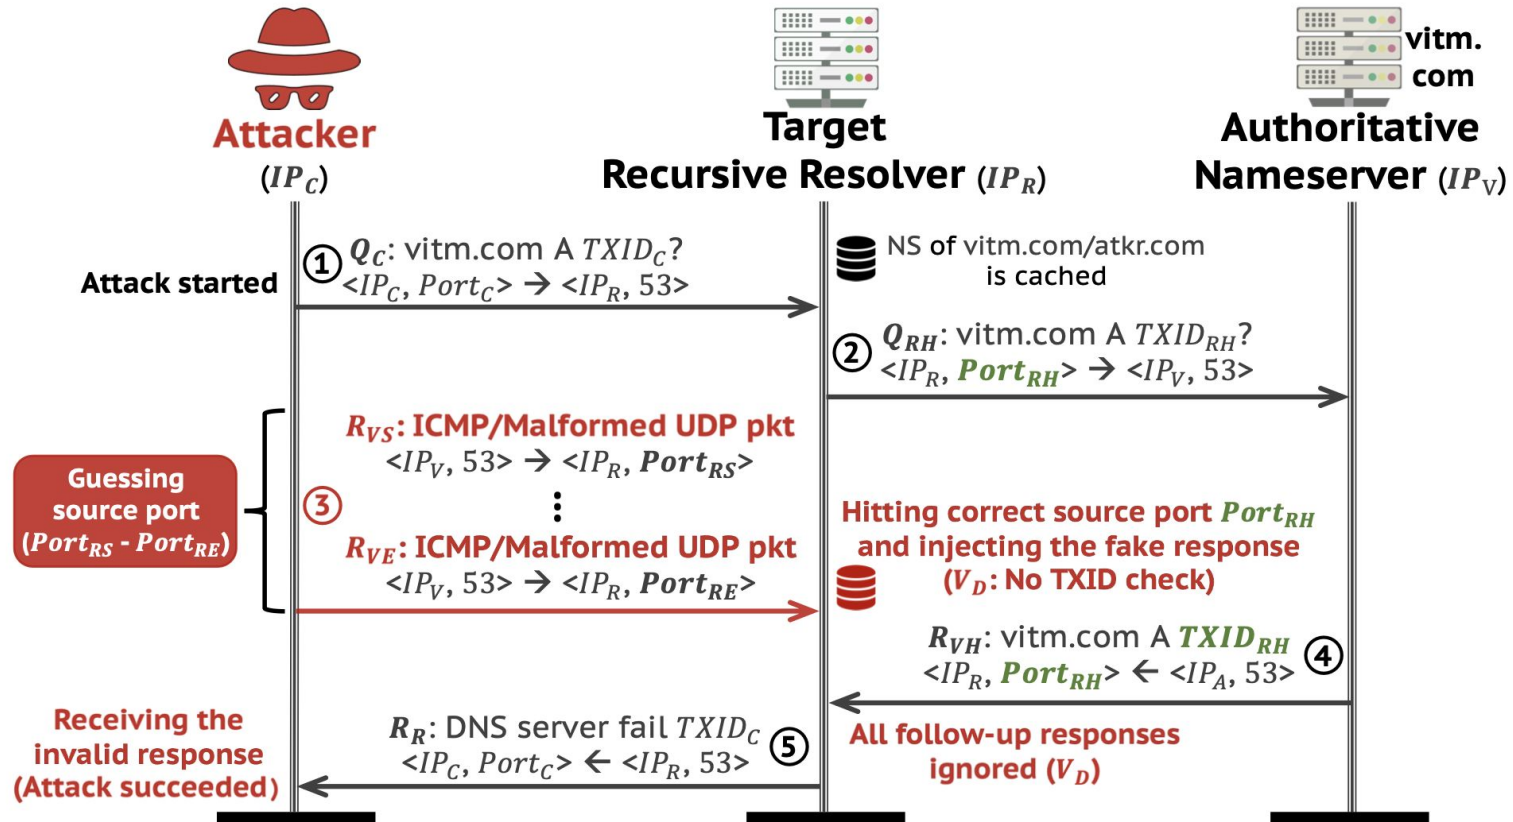 vitm.
com
Attacker
(IP_C)
Target
Recursive Resolver (IP_R)
Authoritative
Nameserver (IP_V)
Attack started
① Q_C: vitm.com A TXID_C?
<IP_C, Port_C> → <IP_R, 53>
NS of vitm.com/atkr.com
is cached
② Q_RH: vitm.com A TXID_RH?
<IP_R, Port_RH> → <IP_V, 53>
Guessing
source port
(Port_RS - Port_RE)
③
R_VS: ICMP/Malformed UDP pkt
<IP_V, 53> → <IP_R, Port_RS>
⋮
R_VE: ICMP/Malformed UDP pkt
<IP_V, 53> → <IP_R, Port_RE>
Hitting correct source port Port_RH
and injecting the fake response
(V_D: No TXID check)
R_VH: vitm.com A TXID_RH
<IP_R, Port_RH> ← <IP_A, 53> ④
All follow-up responses
ignored (V_D)
R_R: DNS server fail TXID_C
<IP_C, Port_C> ← <IP_R, 53> ⑤
Receiving the
invalid response
(Attack succeeded)